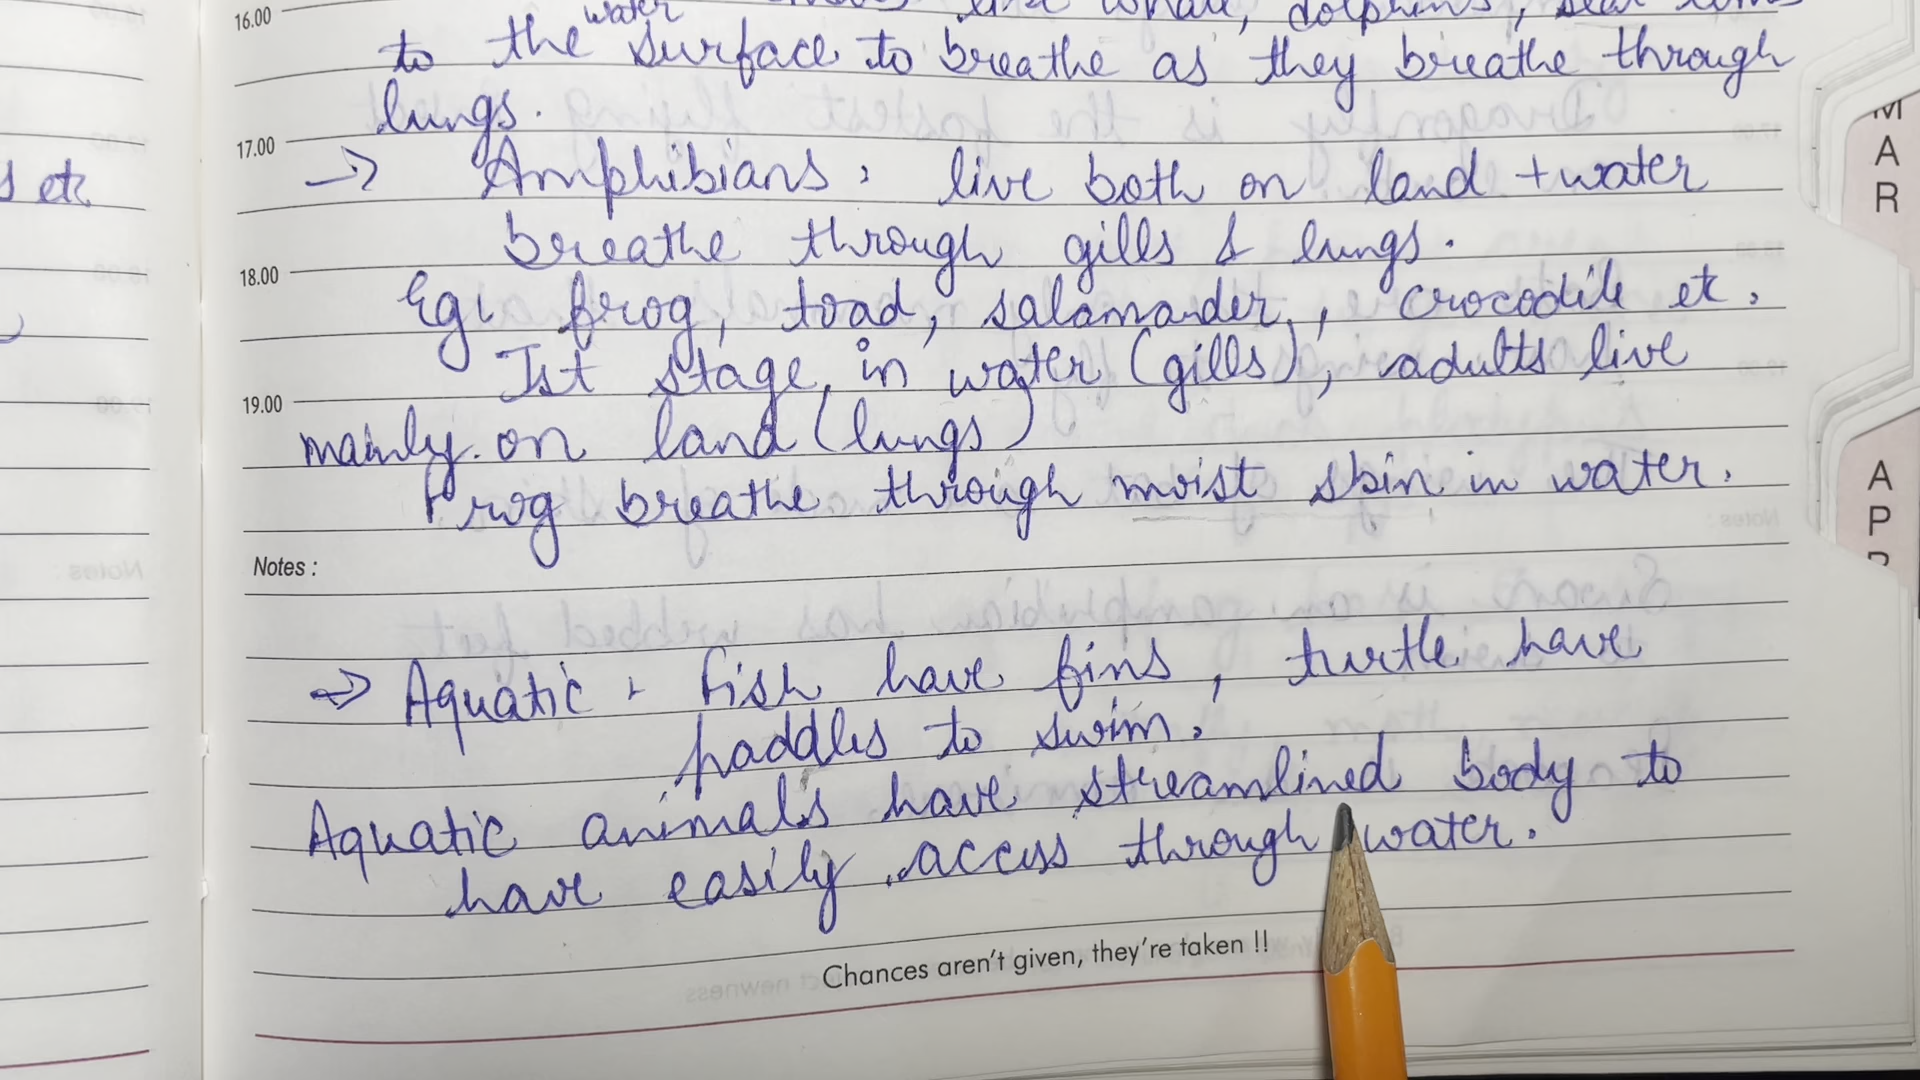 16.00
water whale, dolphins, seal
to the surface to breathe as they breathe through
lungs.
17.00
→ Amphibians : live both on land + water
s etc
breathe through gills & lungs.
18.00
Eg: frog, toad, salamander, crocodile etc.
Ist stage in water (gills), adults live
19.00
mainly on land (lungs)
Frog breathe through moist skin in water.
Notes :
⇒ Aquatic : Fish have fins, turtle have
paddles to swim.
Aquatic animals have streamlined body to
have easily access through water.
Chances aren't given, they're taken !!
M
A
R
A
P